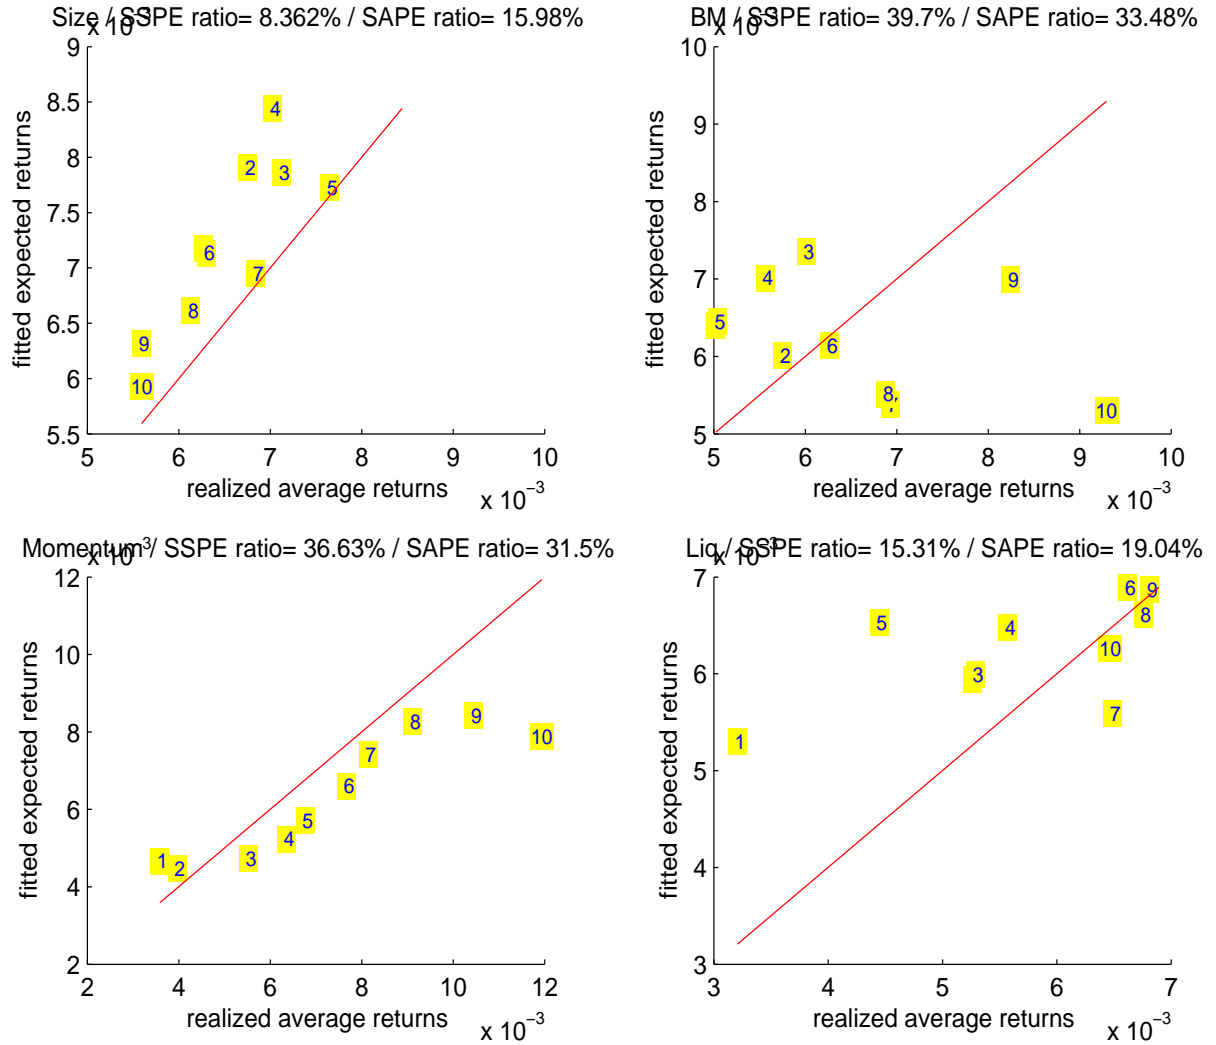 Size / SSPE ratio= 8.362% / SAPE ratio= 15.98%
9
8.5
8
7.5
7
6.5
6
5.5
fitted expected returns
4
2
3
5
6
7
8
9
10
5 6 7 8 9 10
realized average returns
x 10⁻³
BM / SSPE ratio= 39.7% / SAPE ratio= 33.48%
x 10⁻³
10
9
8
7
6
5
fitted expected returns
3
4
9
5
6
2
8
10
5 6 7 8 9 10
realized average returns
x 10⁻³
Momentum / SSPE ratio= 36.63% / SAPE ratio= 31.5%
12
10
8
6
4
2
fitted expected returns
9
8
10
7
6
5
4
3
1
2
2 4 6 8 10 12
realized average returns
x 10⁻³
Liq / SSPE ratio= 15.31% / SAPE ratio= 19.04%
x 10⁻³
7
6
5
4
3
fitted expected returns
6
9
8
5
4
10
3
7
1
3 4 5 6 7
realized average returns
x 10⁻³